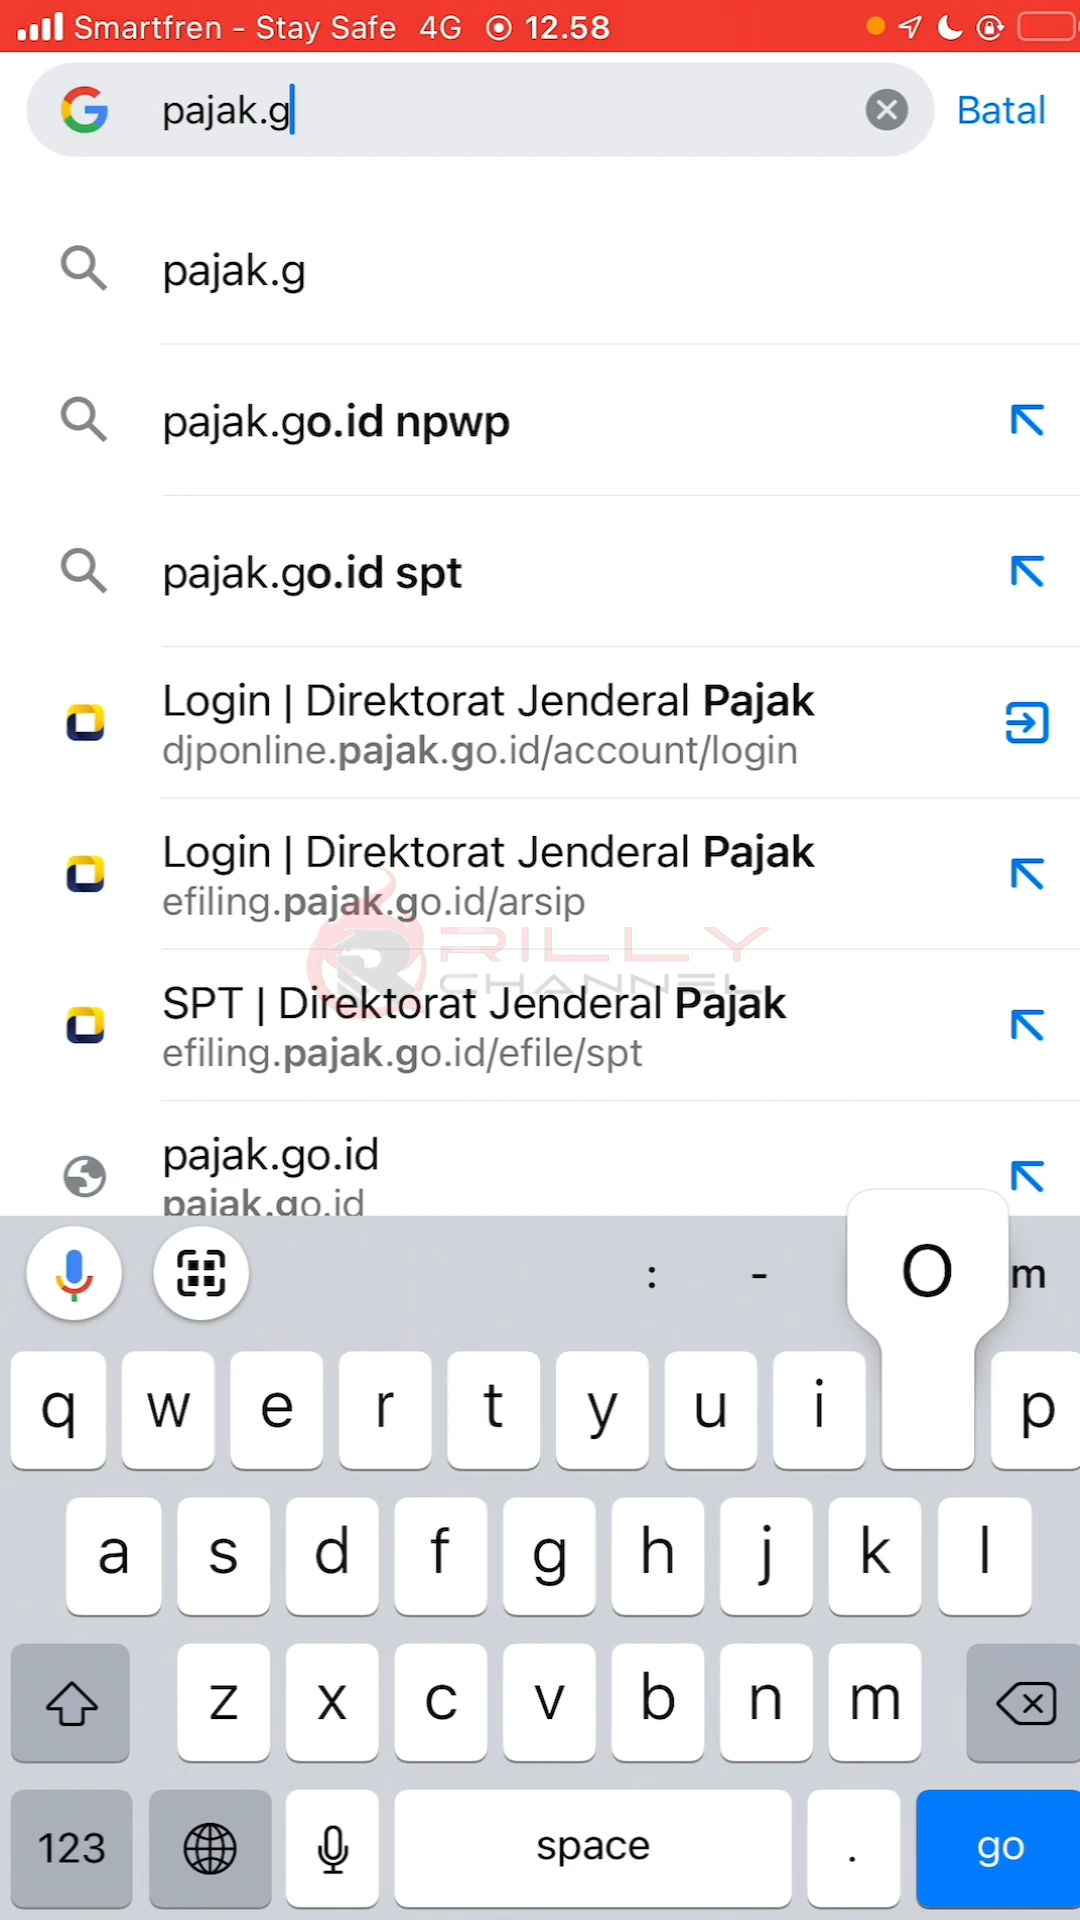 Smartfren - Stay Safe 4G 12.58
pajak.g
Batal
pajak.g
pajak.go.id npwp
pajak.go.id spt
Login | Direktorat Jenderal Pajak
djponline.pajak.go.id/account/login
Login | Direktorat Jenderal Pajak
efiling.pajak.go.id/arsip
RILLY
CHANNEL
SPT | Direktorat Jenderal Pajak
efiling.pajak.go.id/efile/spt
pajak.go.id
pajak.go.id
: - O m
q w e r t y u i p
a s d f g h j k l
z x c v b n m
123 space . go